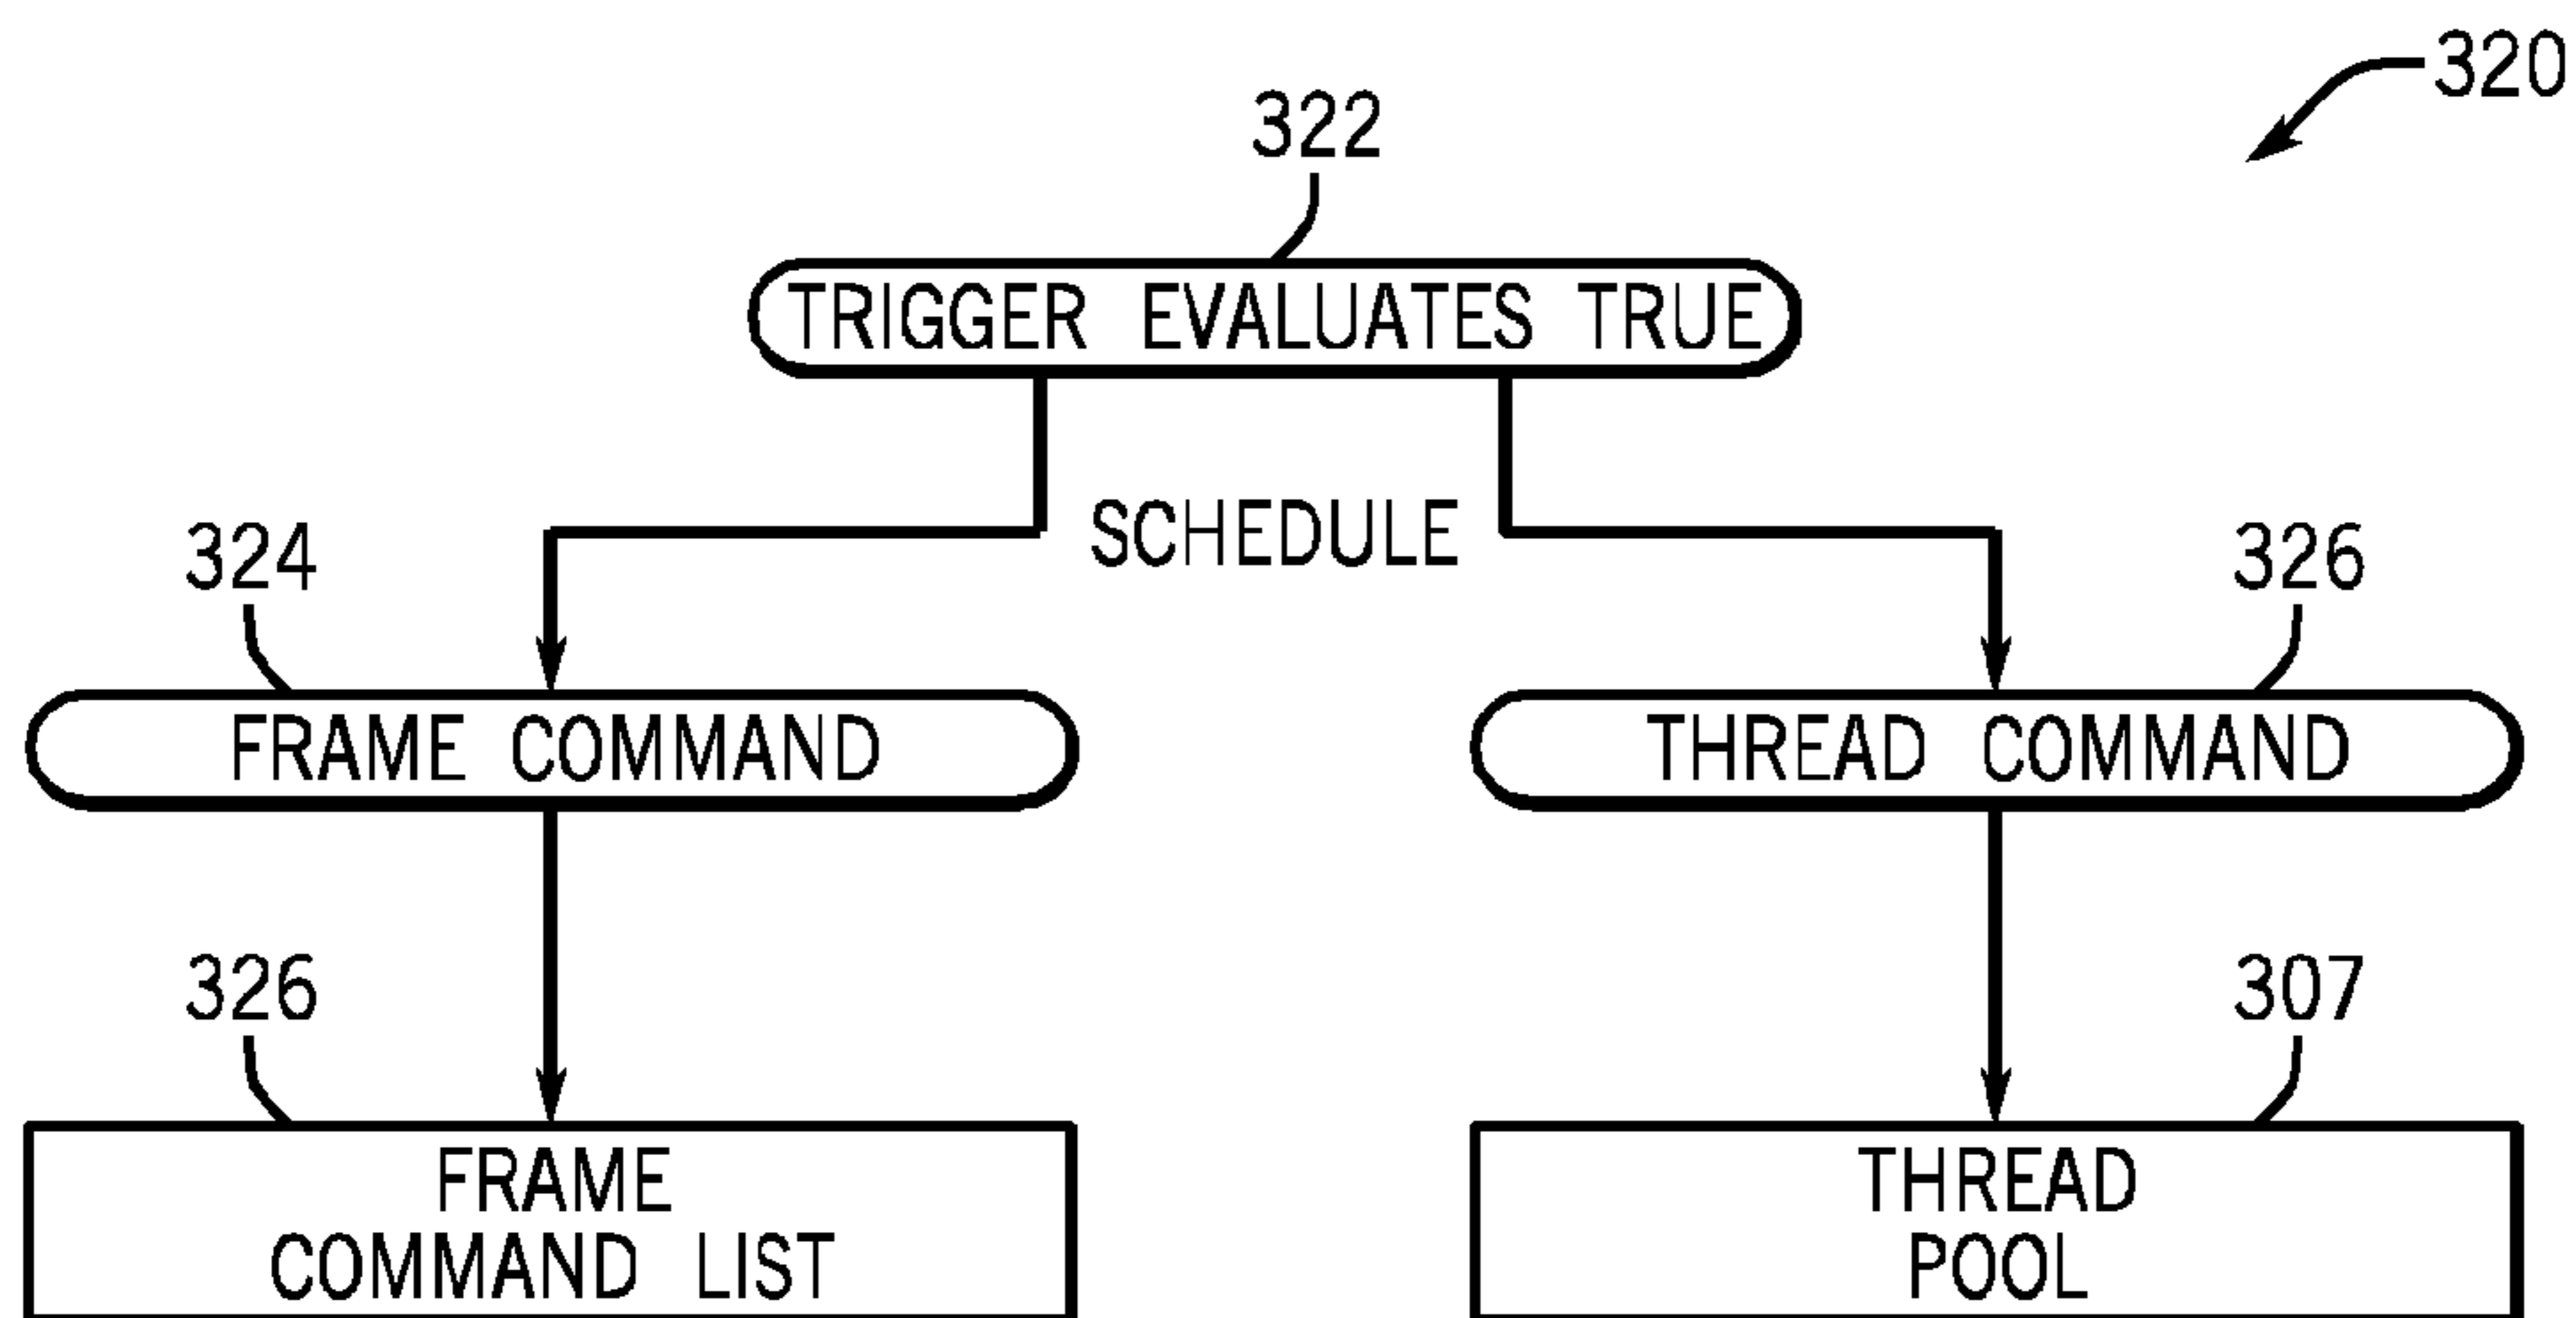 320
322
TRIGGER EVALUATES TRUE
SCHEDULE
324
326
FRAME COMMAND
THREAD COMMAND
326
307
FRAME
COMMAND LIST
THREAD
POOL